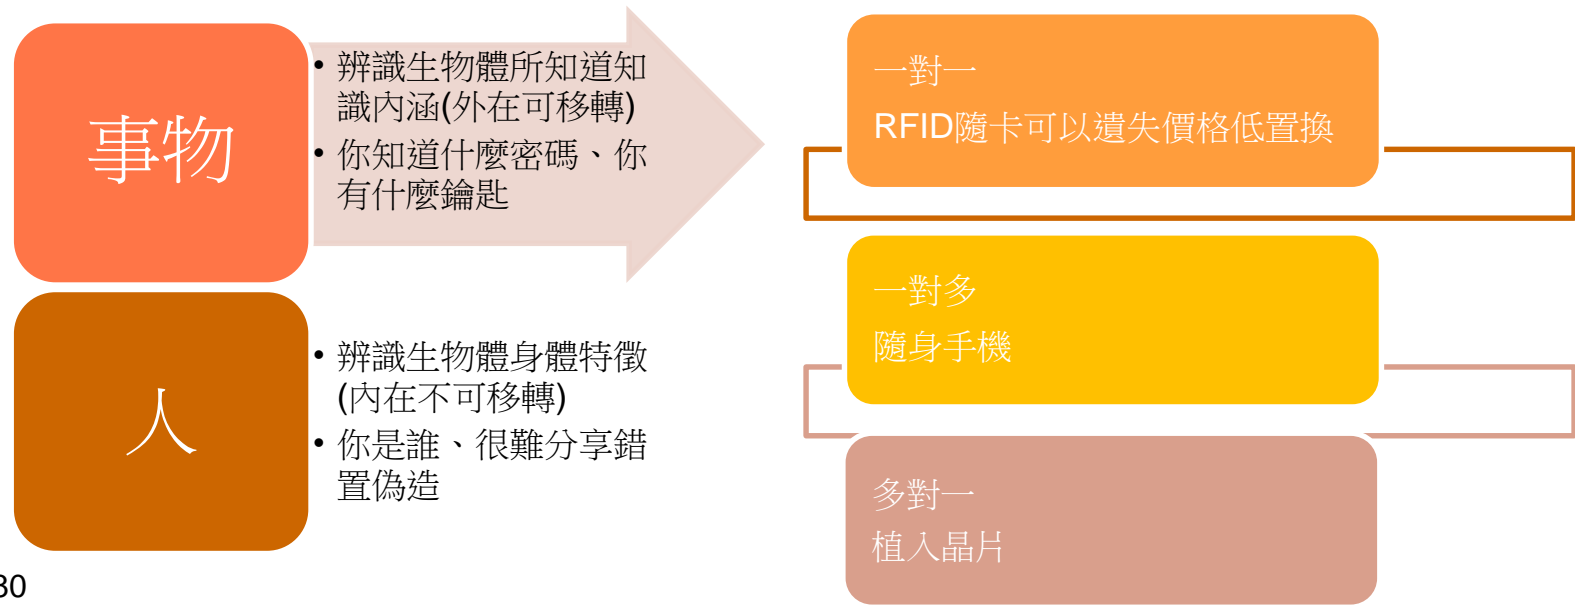 事物
• 辨識生物體所知道知
識內涵(外在可移轉)
• 你知道什麼密碼、你
有什麼鑰匙
人
• 辨識生物體身體特徵
(內在不可移轉)
• 你是誰、很難分享錯
置偽造
一對一
RFID隨卡可以遺失價格低置換
一對多
隨身手機
多對一
植入晶片
30